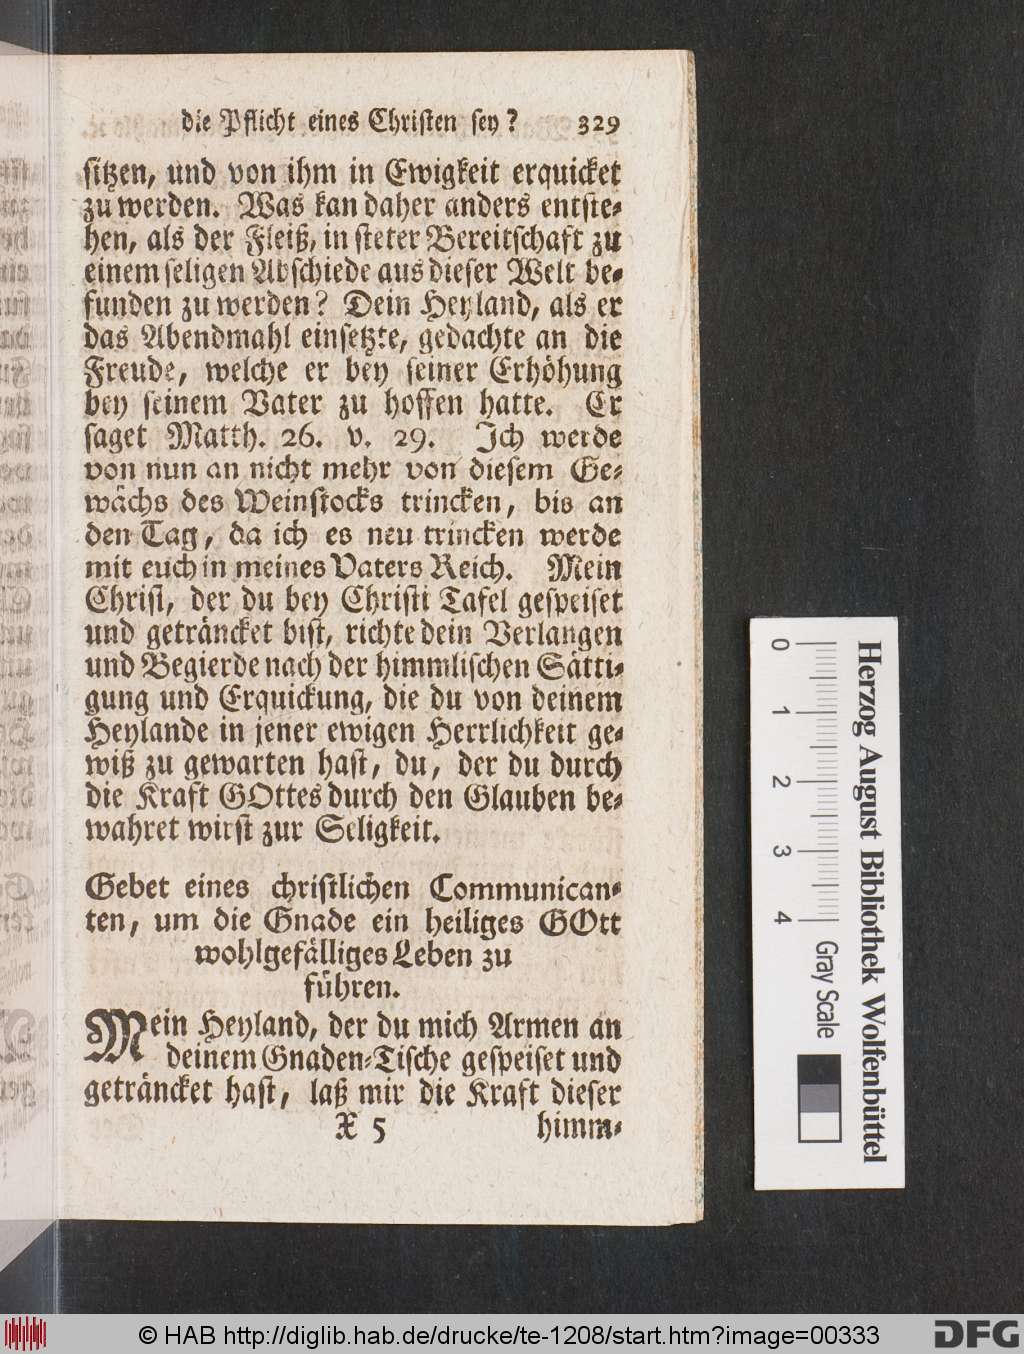 die Pflicht eines Christen sey? 329
sitzen, und von ihm in Ewigkeit erquicket
zu werden. Was kan daher anders entste-
hen, als der Fleiß, in steter Bereitschaft zu
einem seligen Abschiede aus dieser Welt be-
funden zu werden? Dein Heyland, als er
das Abendmahl einsetzte, gedachte an die
Freude, welche er bey seiner Erhöhung
bey seinem Vater zu hoffen hatte. Er
saget Matth. 26. v. 29. Ich werde
von nun an nicht mehr von diesem Ge-
wächs des Weinstocks trincken, bis an
den Tag, da ich es neu trincken werde
mit euch in meines Vaters Reich. Mein
Christ, der du bey Christi Tafel gespeiset
und geträncket bist, richte dein Verlangen
und Begierde nach der himmlischen Sätti-
gung und Erquickung, die du von deinem
Heylande in jener ewigen Herrlichkeit ge-
wiß zu gewarten hast, du, der du durch
die Kraft GOttes durch den Glauben be-
wahret wirst zur Seligkeit.
Gebet eines christlichen Communican-
ten, um die Gnade ein heiliges GOtt
wohlgefälliges Leben zu
führen.
Mein Heyland, der du mich Armen an
deinem Gnaden-Tische gespeiset und
geträncket hast, laß mir die Kraft dieser
X 5 himm-
0 1 2 3 4
Gray Scale
Herzog August Bibliothek Wolfenbüttel
© HAB http://diglib.hab.de/drucke/te-1208/start.htm?image=00333
DFG